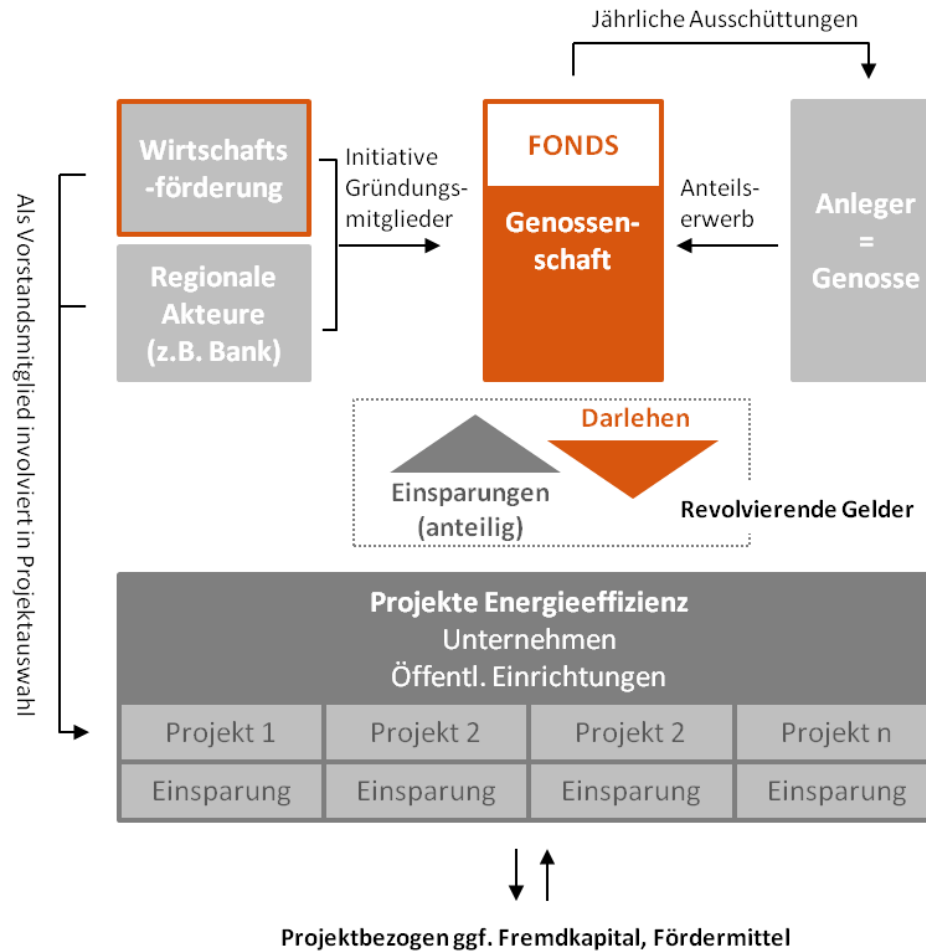 Jährliche Ausschüttungen
Wirtschafts
-förderung
Regionale
Akteure
(z.B. Bank)
Initiative
Gründungs-
mitglieder
FONDS
Genossen-
schaft
Anteils-
erwerb
Anleger
=
Genosse
Als Vorstandsmitglied involviert in Projektauswahl
Darlehen
Einsparungen
(anteilig)
Revolvierende Gelder
Projekte Energieeffizienz
Unternehmen
Öffentl. Einrichtungen
Projekt 1 Projekt 2 Projekt 2 Projekt n
Einsparung Einsparung Einsparung Einsparung
Projektbezogen ggf. Fremdkapital, Fördermittel